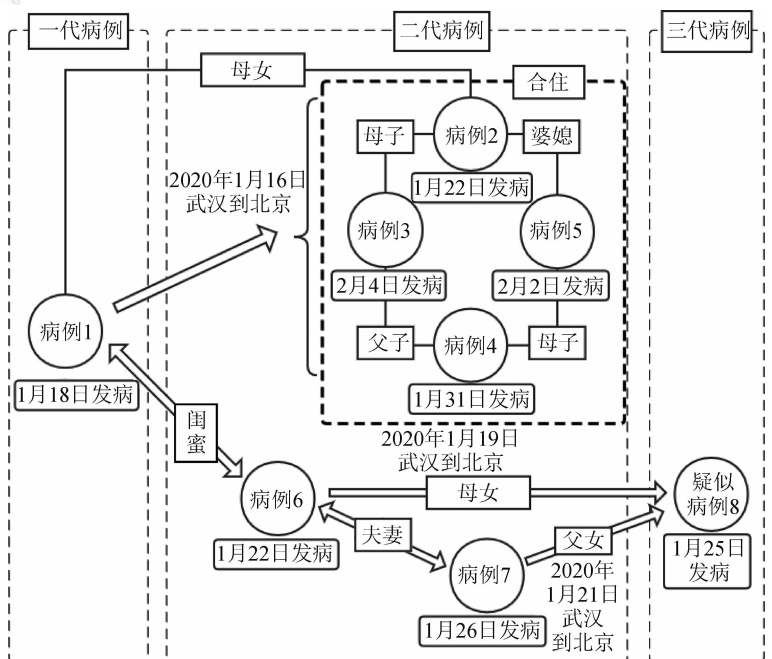 一代病例
二代病例
三代病例
母女
合住
病例2
母子
婆媳
1月22日发病
2020年1月16日
武汉到北京
病例3
病例5
2月4日发病
2月2日发病
病例1
父子
病例4
母子
1月18日发病
1月31日发病
闺
蜜
2020年1月19日
武汉到北京
病例6
母女
疑似
病例8
1月22日发病
夫妻
父女
1月25日
发病
病例7
2020年
1月21日
武汉
到北京
1月26日发病